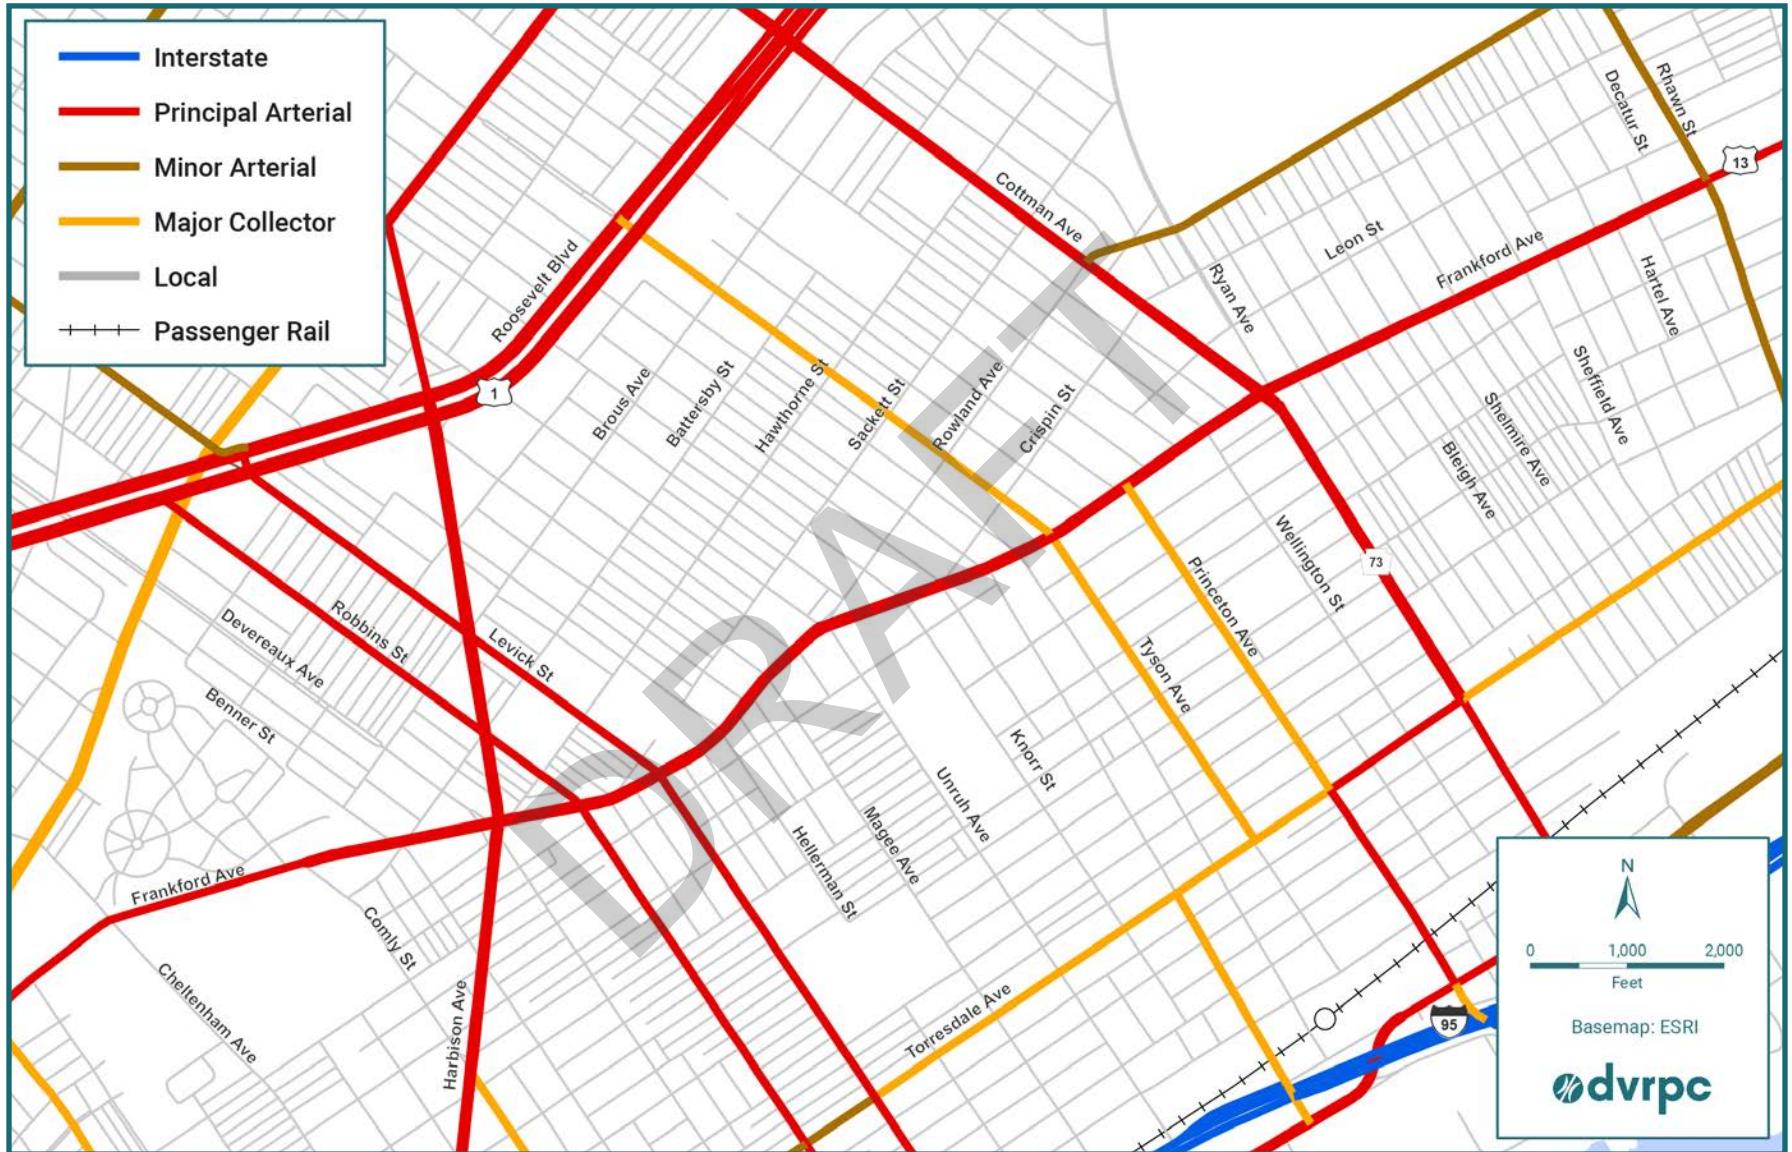 Interstate
Principal Arterial
Minor Arterial
Major Collector
Local
Passenger Rail
Decatur St
Rhawn St
13
Cottman Ave
Leon St
Frankford Ave
Ryan Ave
Hartel Ave
Roosevelt Blvd
1
Brous Ave
Battersby St
Hawthorne St
Sackett St
Rowland Ave
Crispin St
Sheffield Ave
Shelmire Ave
Bleigh Ave
Wellington St
73
Princeton Ave
Tyson Ave
Robbins St
Levick St
Devereaux Ave
Benner St
DRAFT
Knorr St
Unruh Ave
Magee Ave
Hellerman St
Frankford Ave
Comly St
Cheltenham Ave
Harbison Ave
Torresdale Ave
95
N
0 1,000 2,000
Feet
Basemap: ESRI
dvrpc